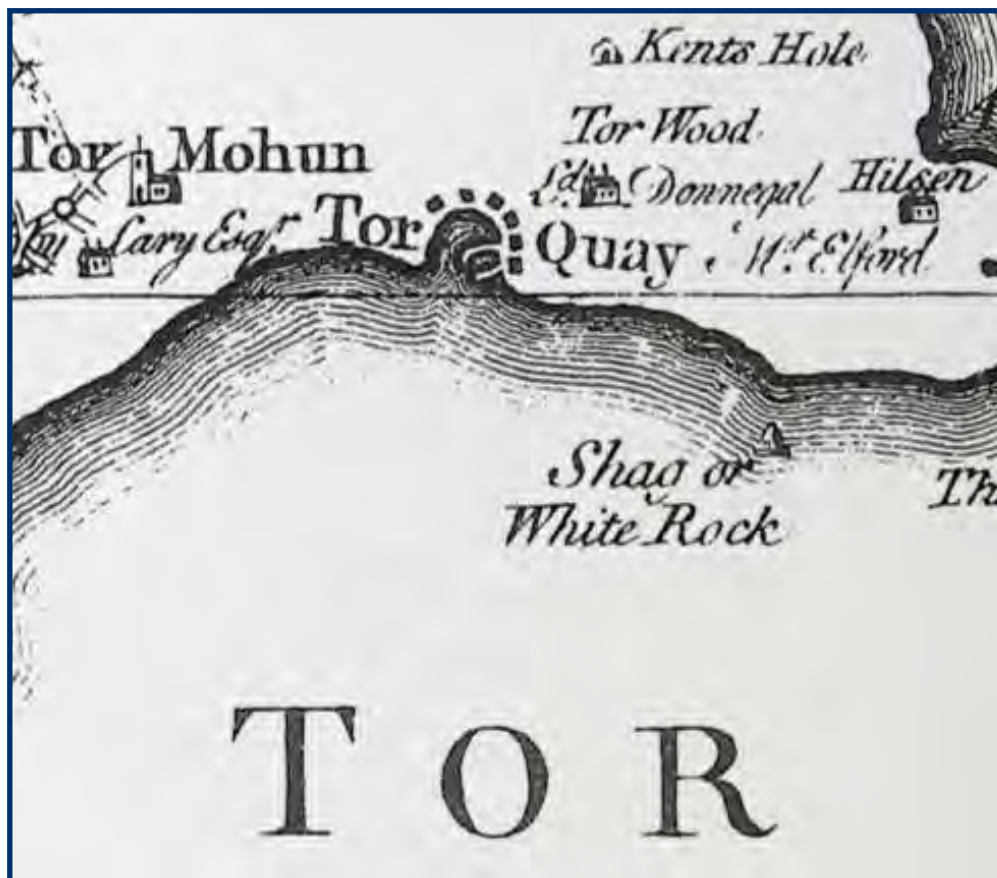 Kents Hole
Tor Wood
Tor Mohun
Ld. Donnegal
Hilsen
Cary Esqr.
Tor Quay
Elford
Shag or
White Rock
Th
TOR